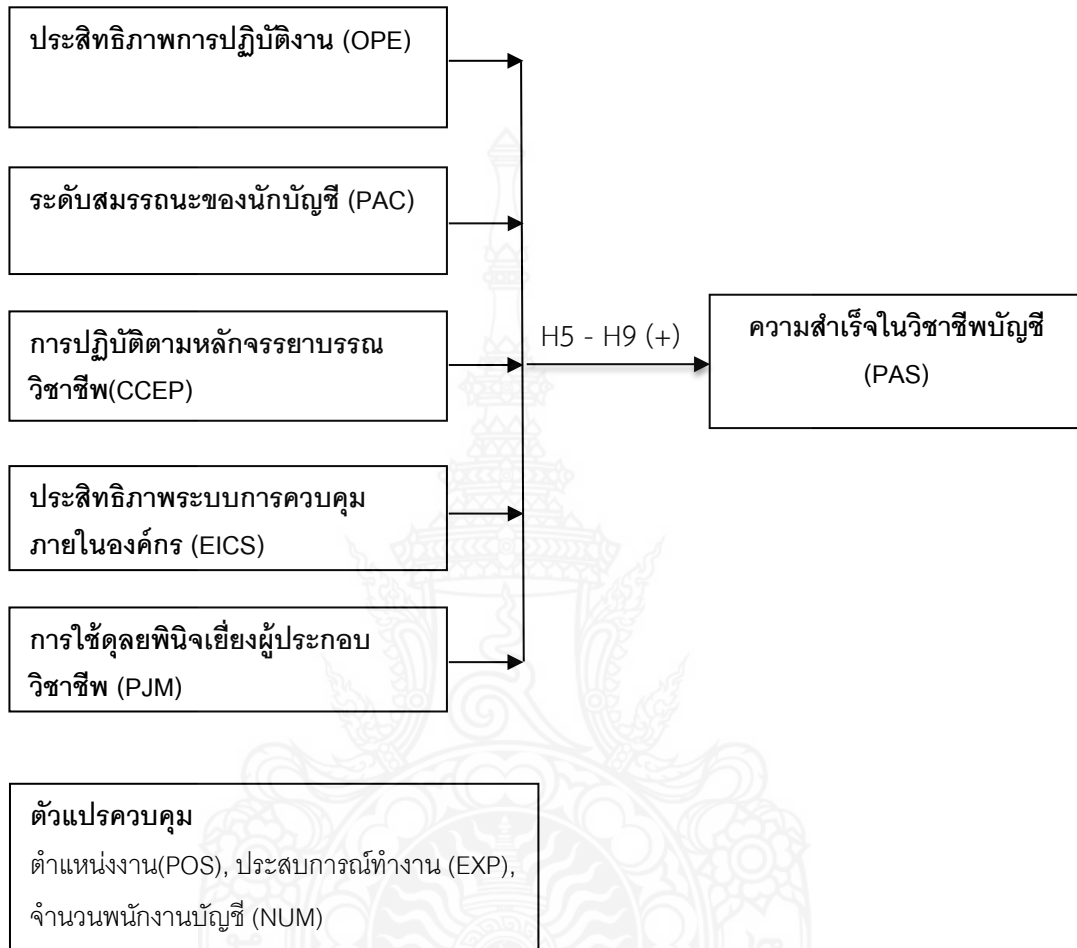 ประสิทธิภาพการปฏิบัติงาน (OPE)
ระดับสมรรถนะของนักบัญชี (PAC)
การปฏิบัติตามหลักจรรยาบรรณ
วิชาชีพ(CCEP)
ประสิทธิภาพระบบการควบคุม
ภายในองค์กร (EICS)
การใช้ดุลยพินิจเยี่ยงผู้ประกอบ
วิชาชีพ (PJM)
H5 - H9 (+)
ความสำเร็จในวิชาชีพบัญชี
(PAS)
ตัวแปรควบคุม
ตำแหน่งงาน(POS), ประสบการณ์ทำงาน (EXP),
จำนวนพนักงานบัญชี (NUM)